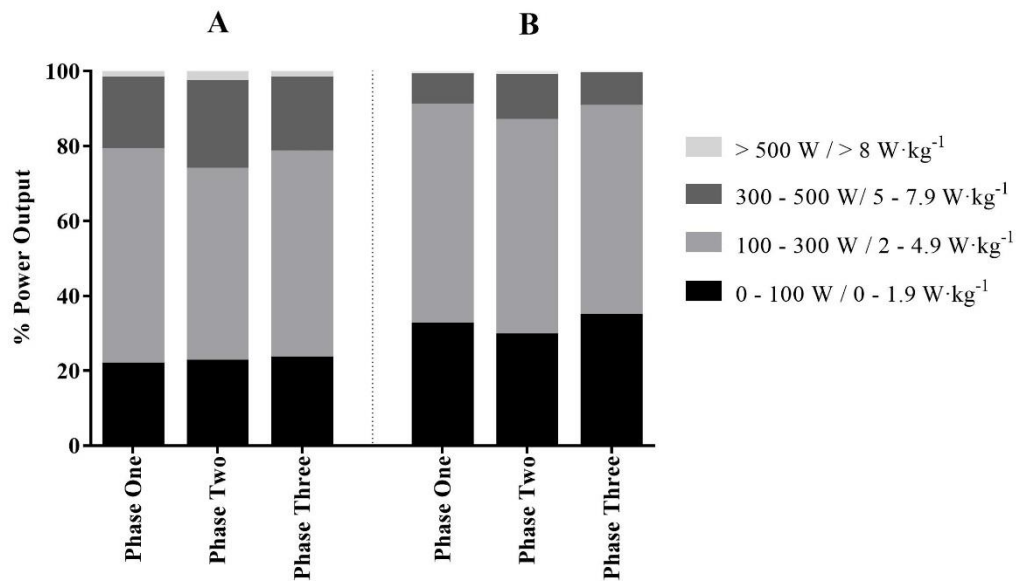 A
B
100
80
60
40
20
0
% Power Output
Phase One
Phase Two
Phase Three
Phase One
Phase Two
Phase Three
> 500 W / > 8 W·kg⁻¹
300 - 500 W/ 5 - 7.9 W·kg⁻¹
100 - 300 W / 2 - 4.9 W·kg⁻¹
0 - 100 W / 0 - 1.9 W·kg⁻¹